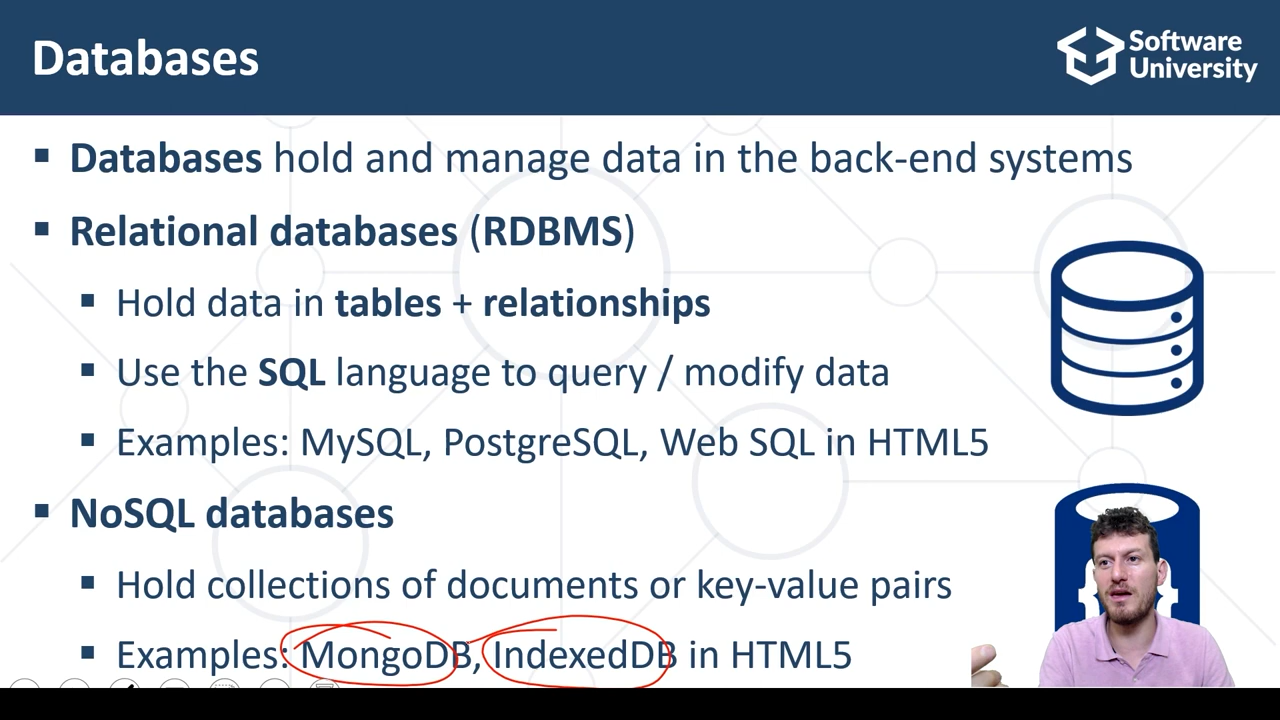 Databases
Software
University
▪ Databases hold and manage data in the back-end systems
▪ Relational databases (RDBMS)
▪ Hold data in tables + relationships
▪ Use the SQL language to query / modify data
▪ Examples: MySQL, PostgreSQL, Web SQL in HTML5
▪ NoSQL databases
▪ Hold collections of documents or key-value pairs
▪ Examples: MongoDB, IndexedDB in HTML5